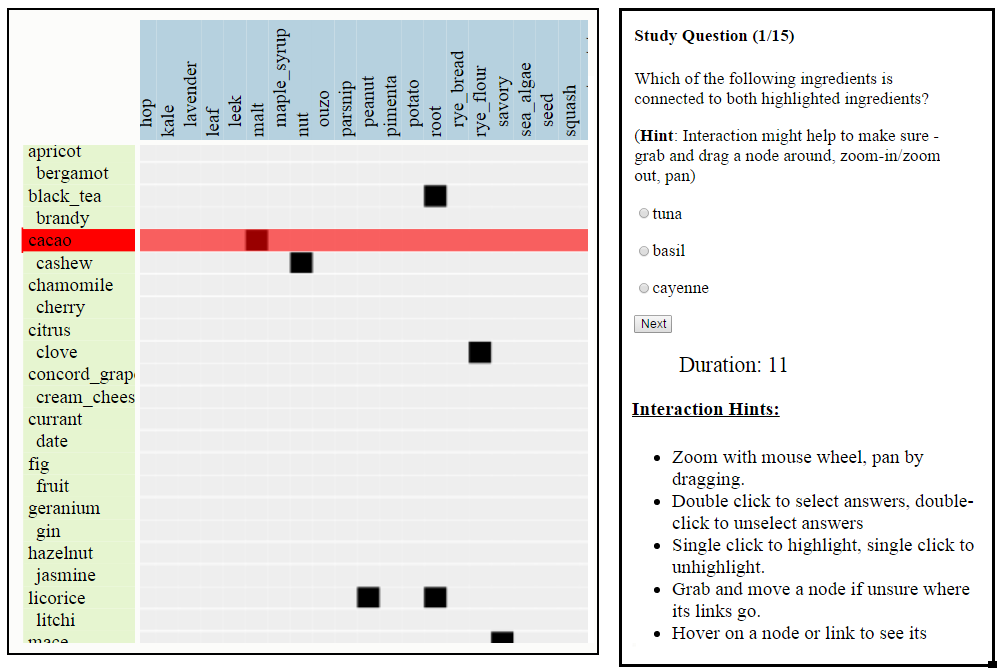 hop
kale
lavender
leaf
leek
malt
maple_syrup
nut
ouzo
parsnip
peanut
pimenta
potato
root
rye_bread
rye_flour
savory
sea_algae
seed
squash
apricot
bergamot
black_tea
brandy
cacao
cashew
chamomile
cherry
citrus
clove
concord_grap
cream_chees
currant
date
fig
fruit
geranium
gin
hazelnut
jasmine
licorice
litchi
mace
Study Question (1/15)
Which of the following ingredients is
connected to both highlighted ingredients?
(Hint: Interaction might help to make sure -
grab and drag a node around, zoom-in/zoom
out, pan)
tuna
basil
cayenne
Next
Duration: 11
Interaction Hints:
• Zoom with mouse wheel, pan by
dragging.
• Double click to select answers, double-
click to unselect answers
• Single click to highlight, single click to
unhighlight.
• Grab and move a node if unsure where
its links go.
• Hover on a node or link to see its